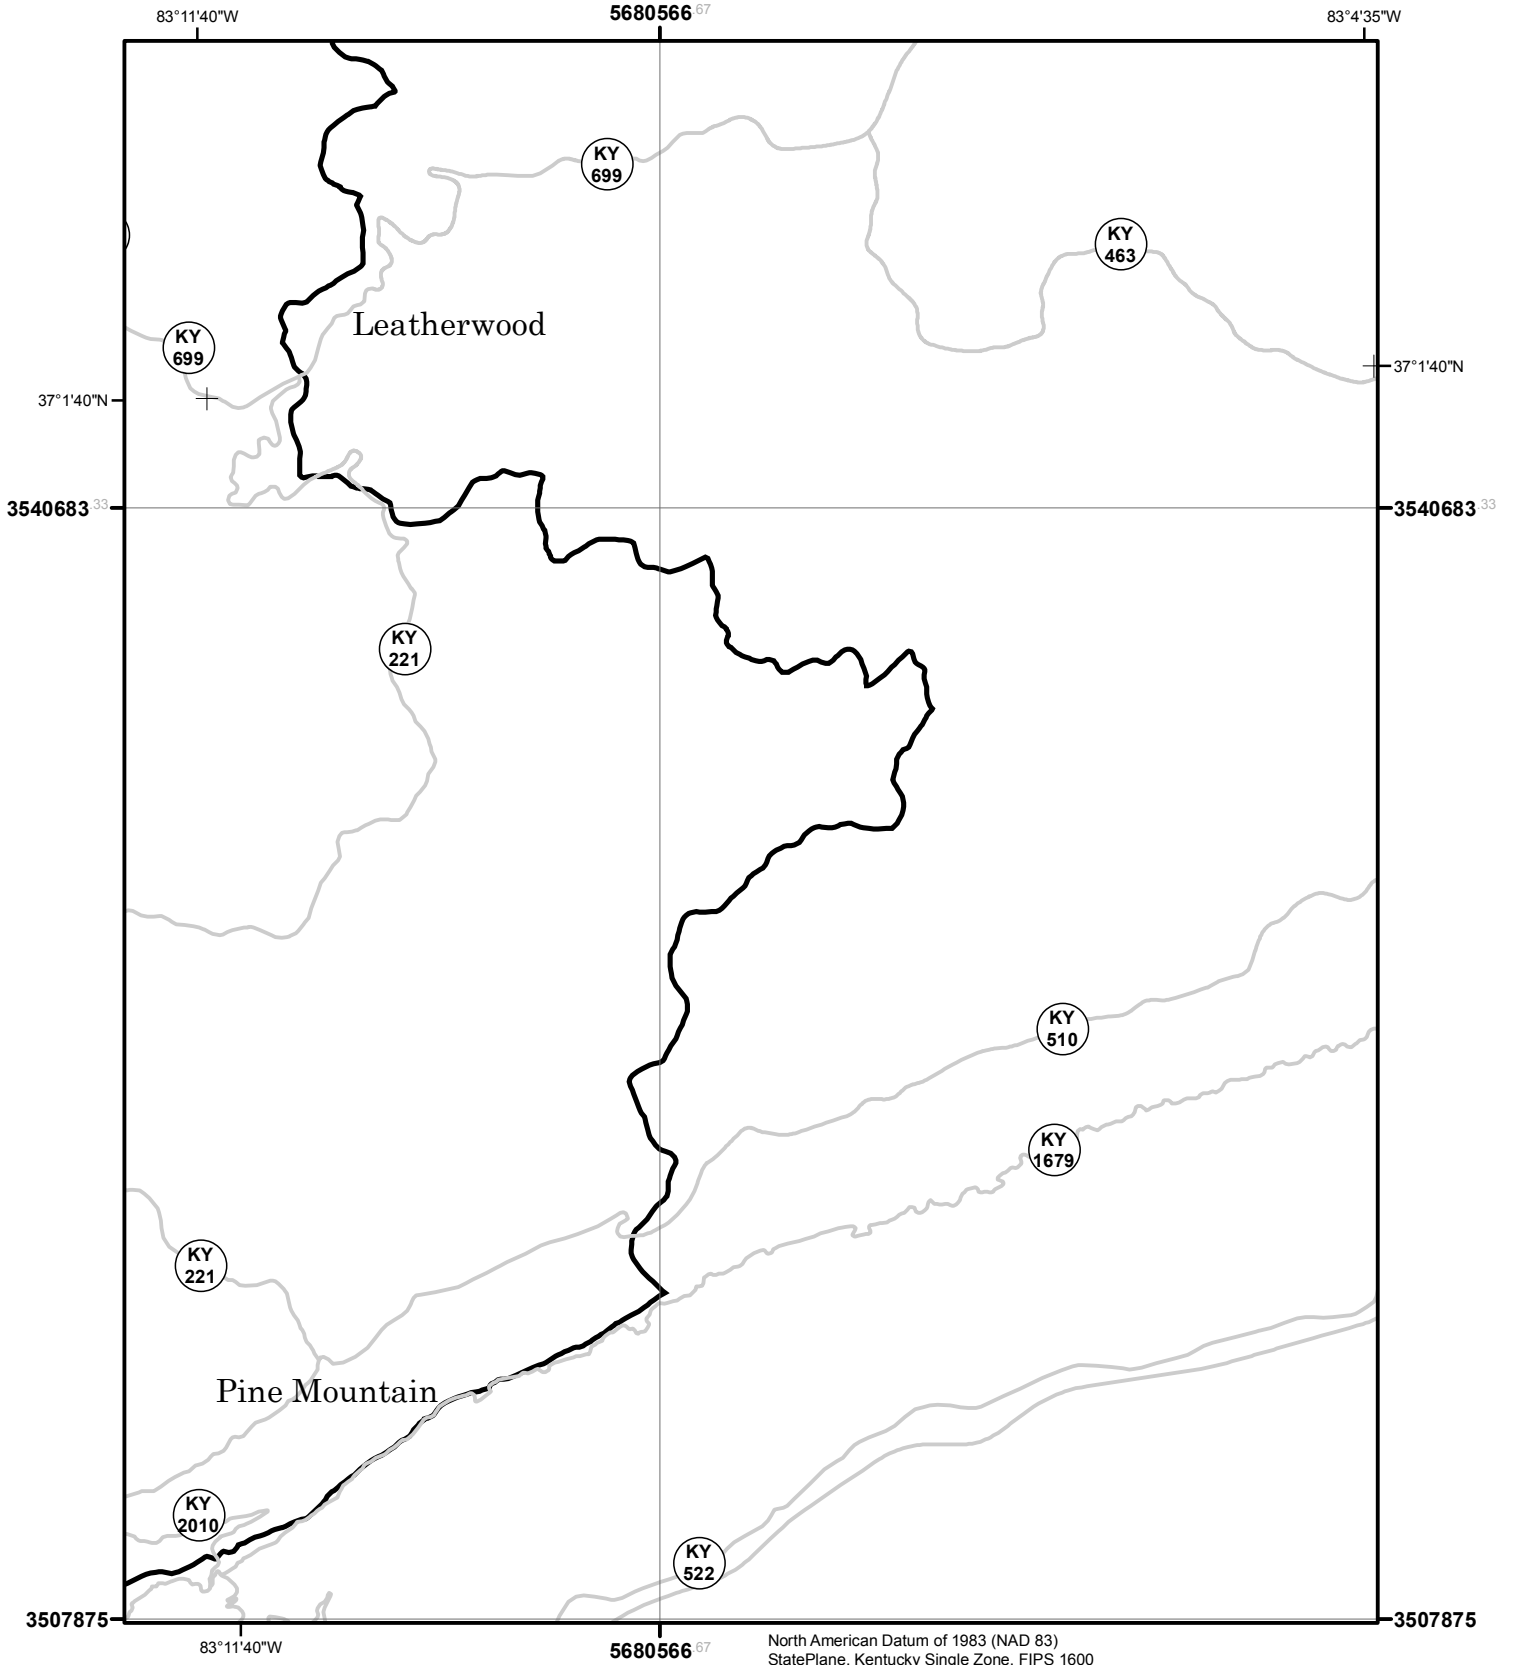 83°11'40"W
5680566.67
83°4'35"W
KY
699
KY
463
Leatherwood
KY
699
37°1'40"N
37°1'40"N
3540683.33
3540683.33
KY
221
KY
510
KY
1679
KY
221
Pine Mountain
KY
2010
KY
522
3507875
3507875
83°11'40"W
5680566.67
North American Datum of 1983 (NAD 83)
StatePlane, Kentucky Single Zone, FIPS 1600